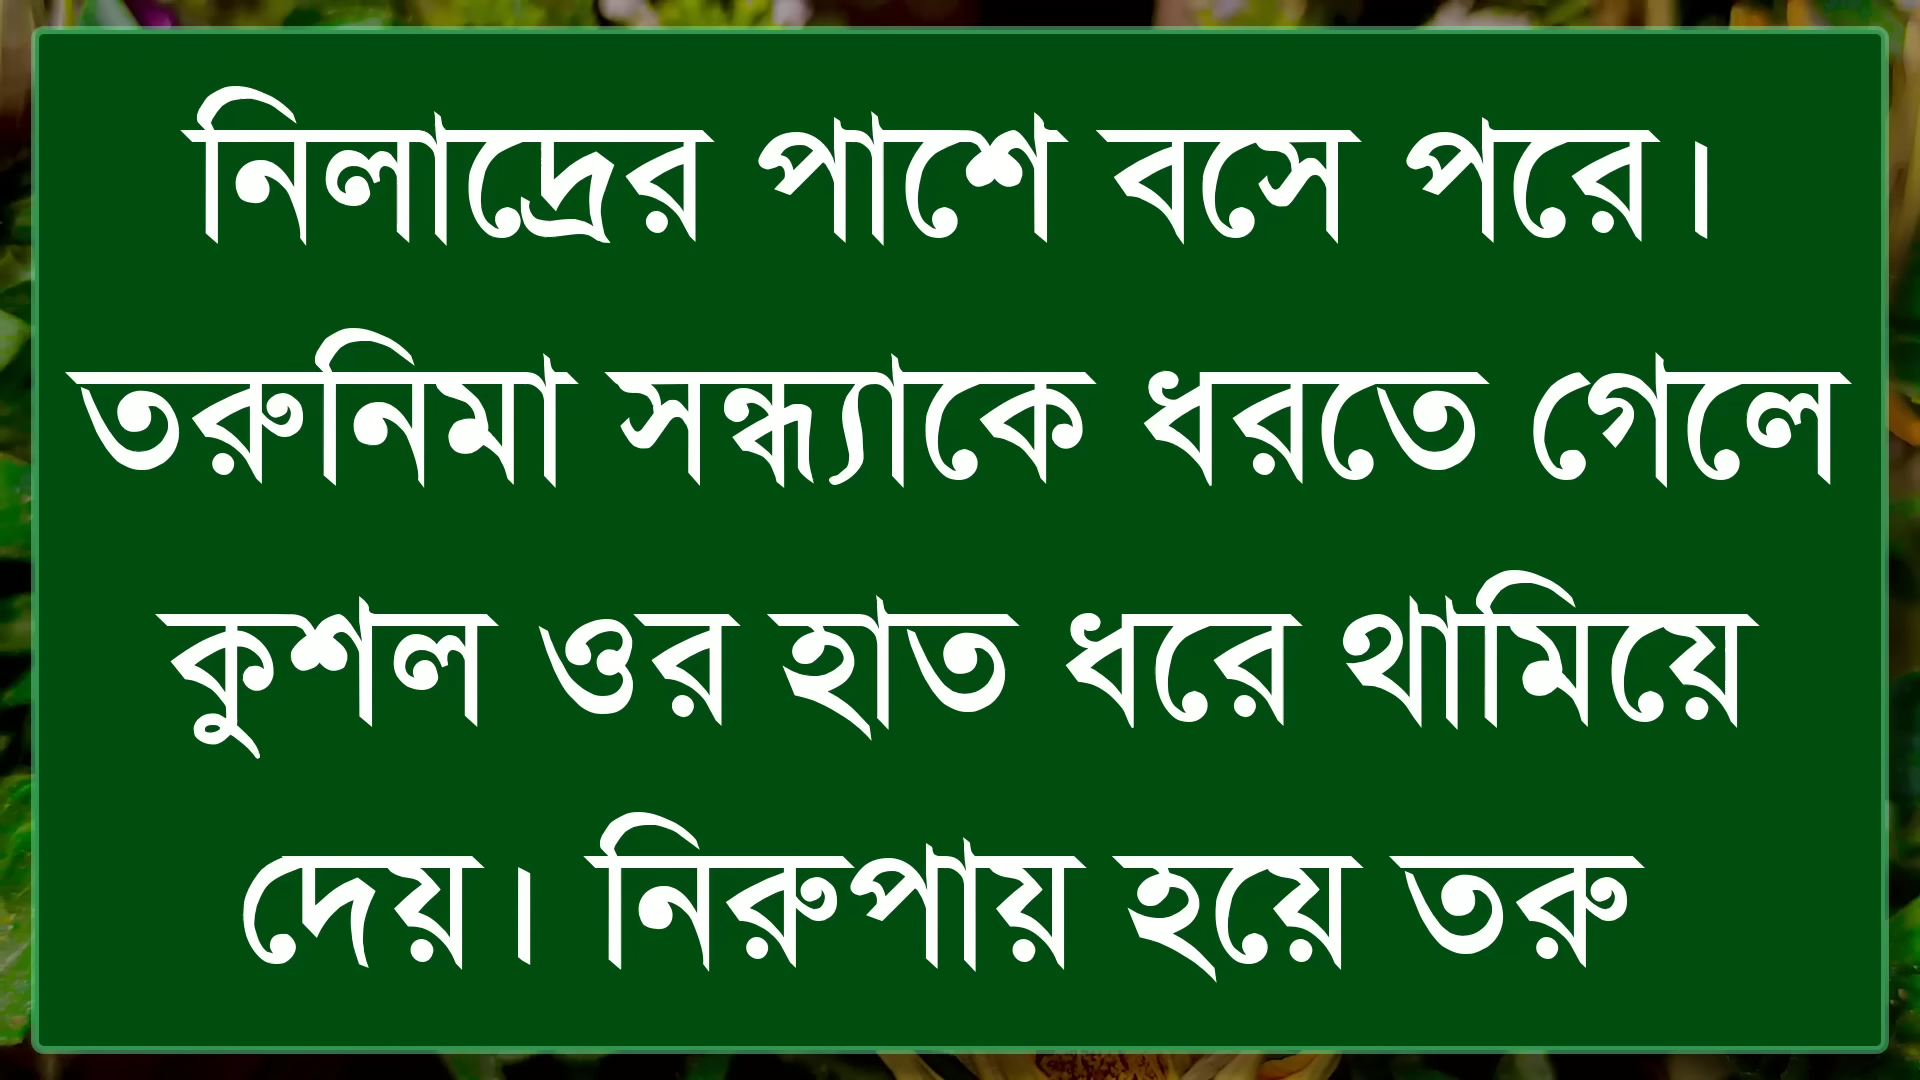 নিলাদ্রের পাশে বসে পরে।
তরুনিমা সন্ধ্যাকে ধরতে গেলে
কুশল ওর হাত ধরে থামিয়ে
দেয়। নিরুপায় হয়ে তরু